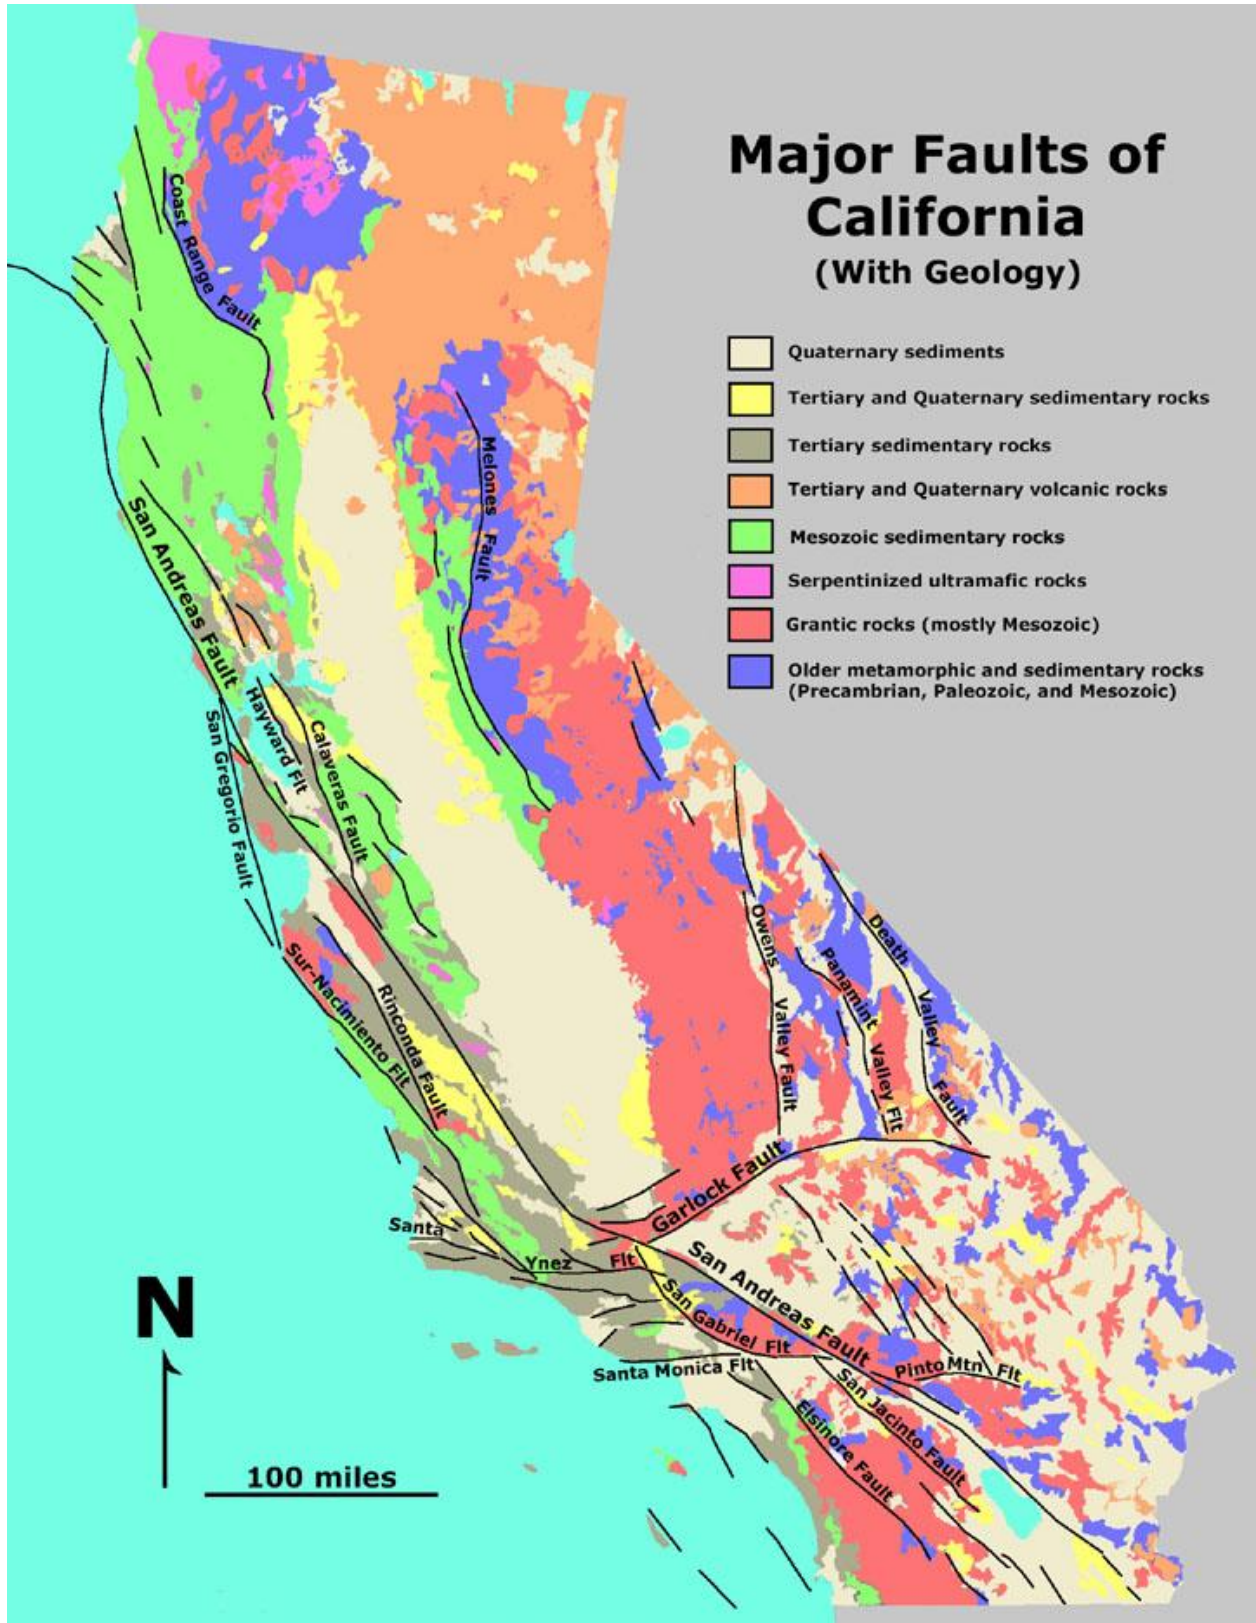 Major Faults of
California
(With Geology)
Quaternary sediments
Tertiary and Quaternary sedimentary rocks
Tertiary sedimentary rocks
Tertiary and Quaternary volcanic rocks
Mesozoic sedimentary rocks
Serpentinized ultramafic rocks
Grantic rocks (mostly Mesozoic)
Older metamorphic and sedimentary rocks
(Precambrian, Paleozoic, and Mesozoic)
Coast Range Fault
Melones Fault
San Andreas Fault
Hayward Flt
San Gregorio Fault
Calaveras Fault
Owens Valley Fault
Death Valley Fault
Panamint Valley Flt
Sur-Nacimiento Flt
Rinconda Fault
Garlock Fault
Santa Ynez Flt
San Andreas Fault
San Gabriel Flt
Santa Monica Flt
Pinto Mtn Flt
San Jacinto Fault
Elsinore Fault
N
100 miles